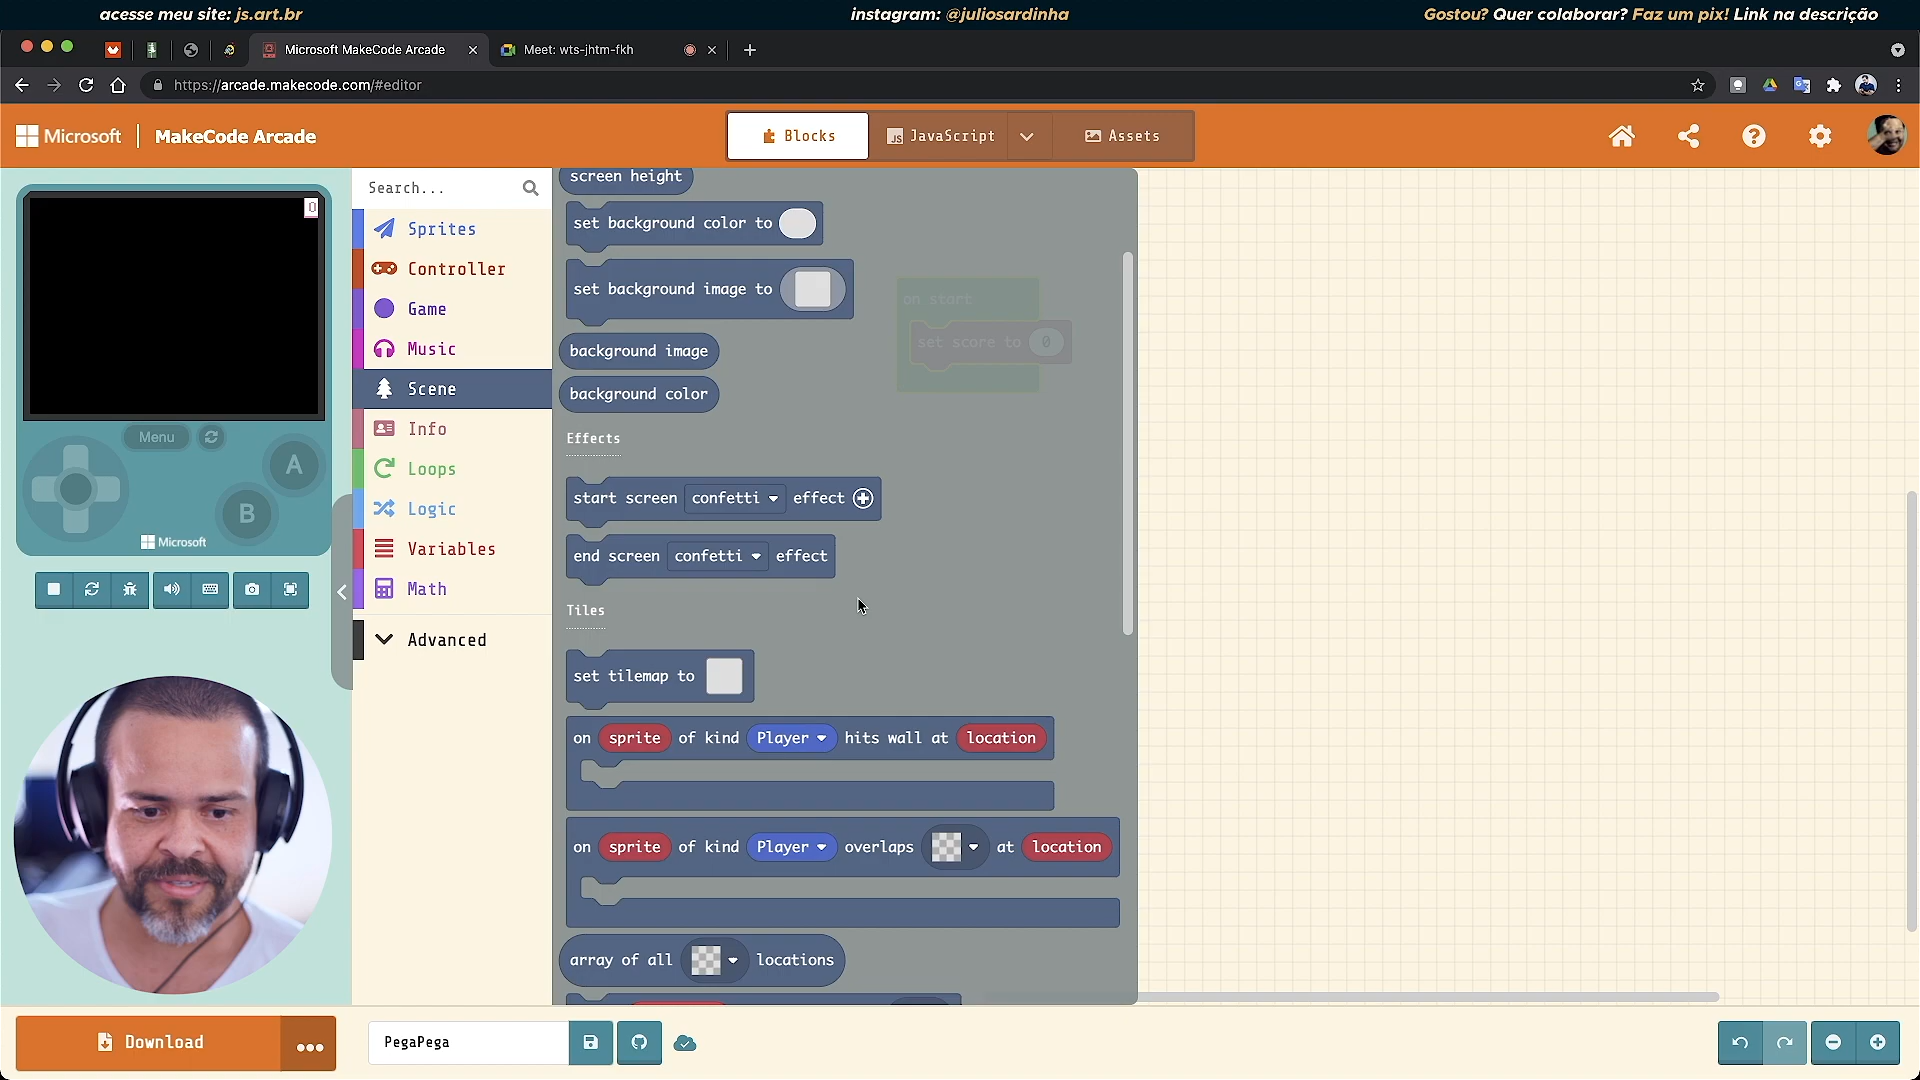 acesse meu site: js.art.br
instagram: @juliosardinha
Gostou? Quer colaborar? Faz um pix! Link na descrição
Microsoft MakeCode Arcade
Meet: wts-jhtm-fkh
https://arcade.makecode.com/#editor
Microsoft
MakeCode Arcade
Blocks
JavaScript
Assets
0
Menu
A
B
Microsoft
Search...
Sprites
Controller
Game
Music
Scene
Info
Loops
Logic
Variables
Math
Advanced
screen height
set background color to
set background image to
background image
background color
Effects
start screen confetti effect
end screen confetti effect
Tiles
set tilemap to
on sprite of kind Player hits wall at location
on sprite of kind Player overlaps at location
array of all locations
on start
set score to 0
Download
PegaPega